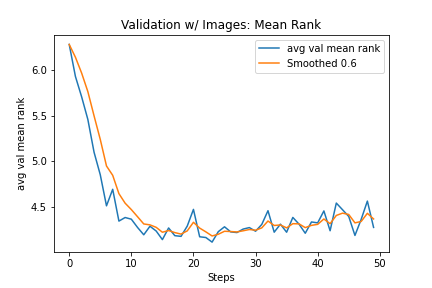 Validation w/ Images: Mean Rank
avg val mean rank
Smoothed 0.6
avg val mean rank
6.0
5.5
5.0
4.5
0 10 20 30 40 50
Steps